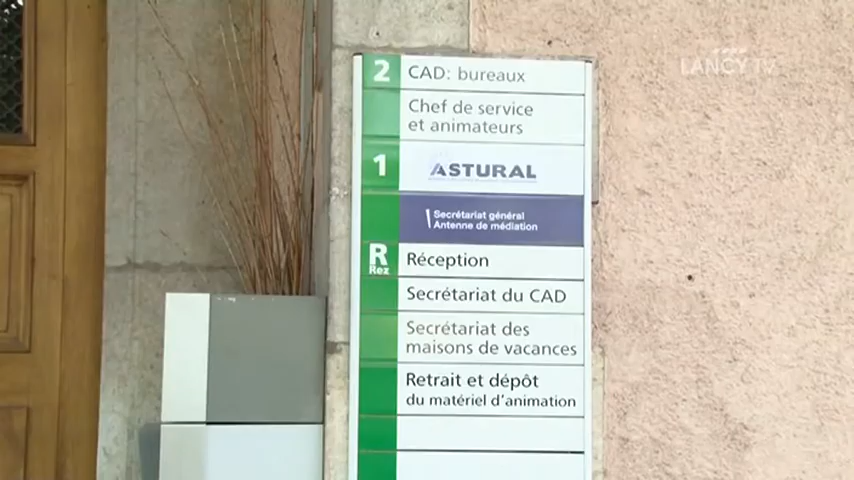 LANCY TV
2 CAD: bureaux
Chef de service
et animateurs
1 ASTURAL
Secrétariat général
Antenne de médiation
R Réception
Rez
Secrétariat du CAD
Secrétariat des
maisons de vacances
Retrait et dépôt
du matériel d'animation